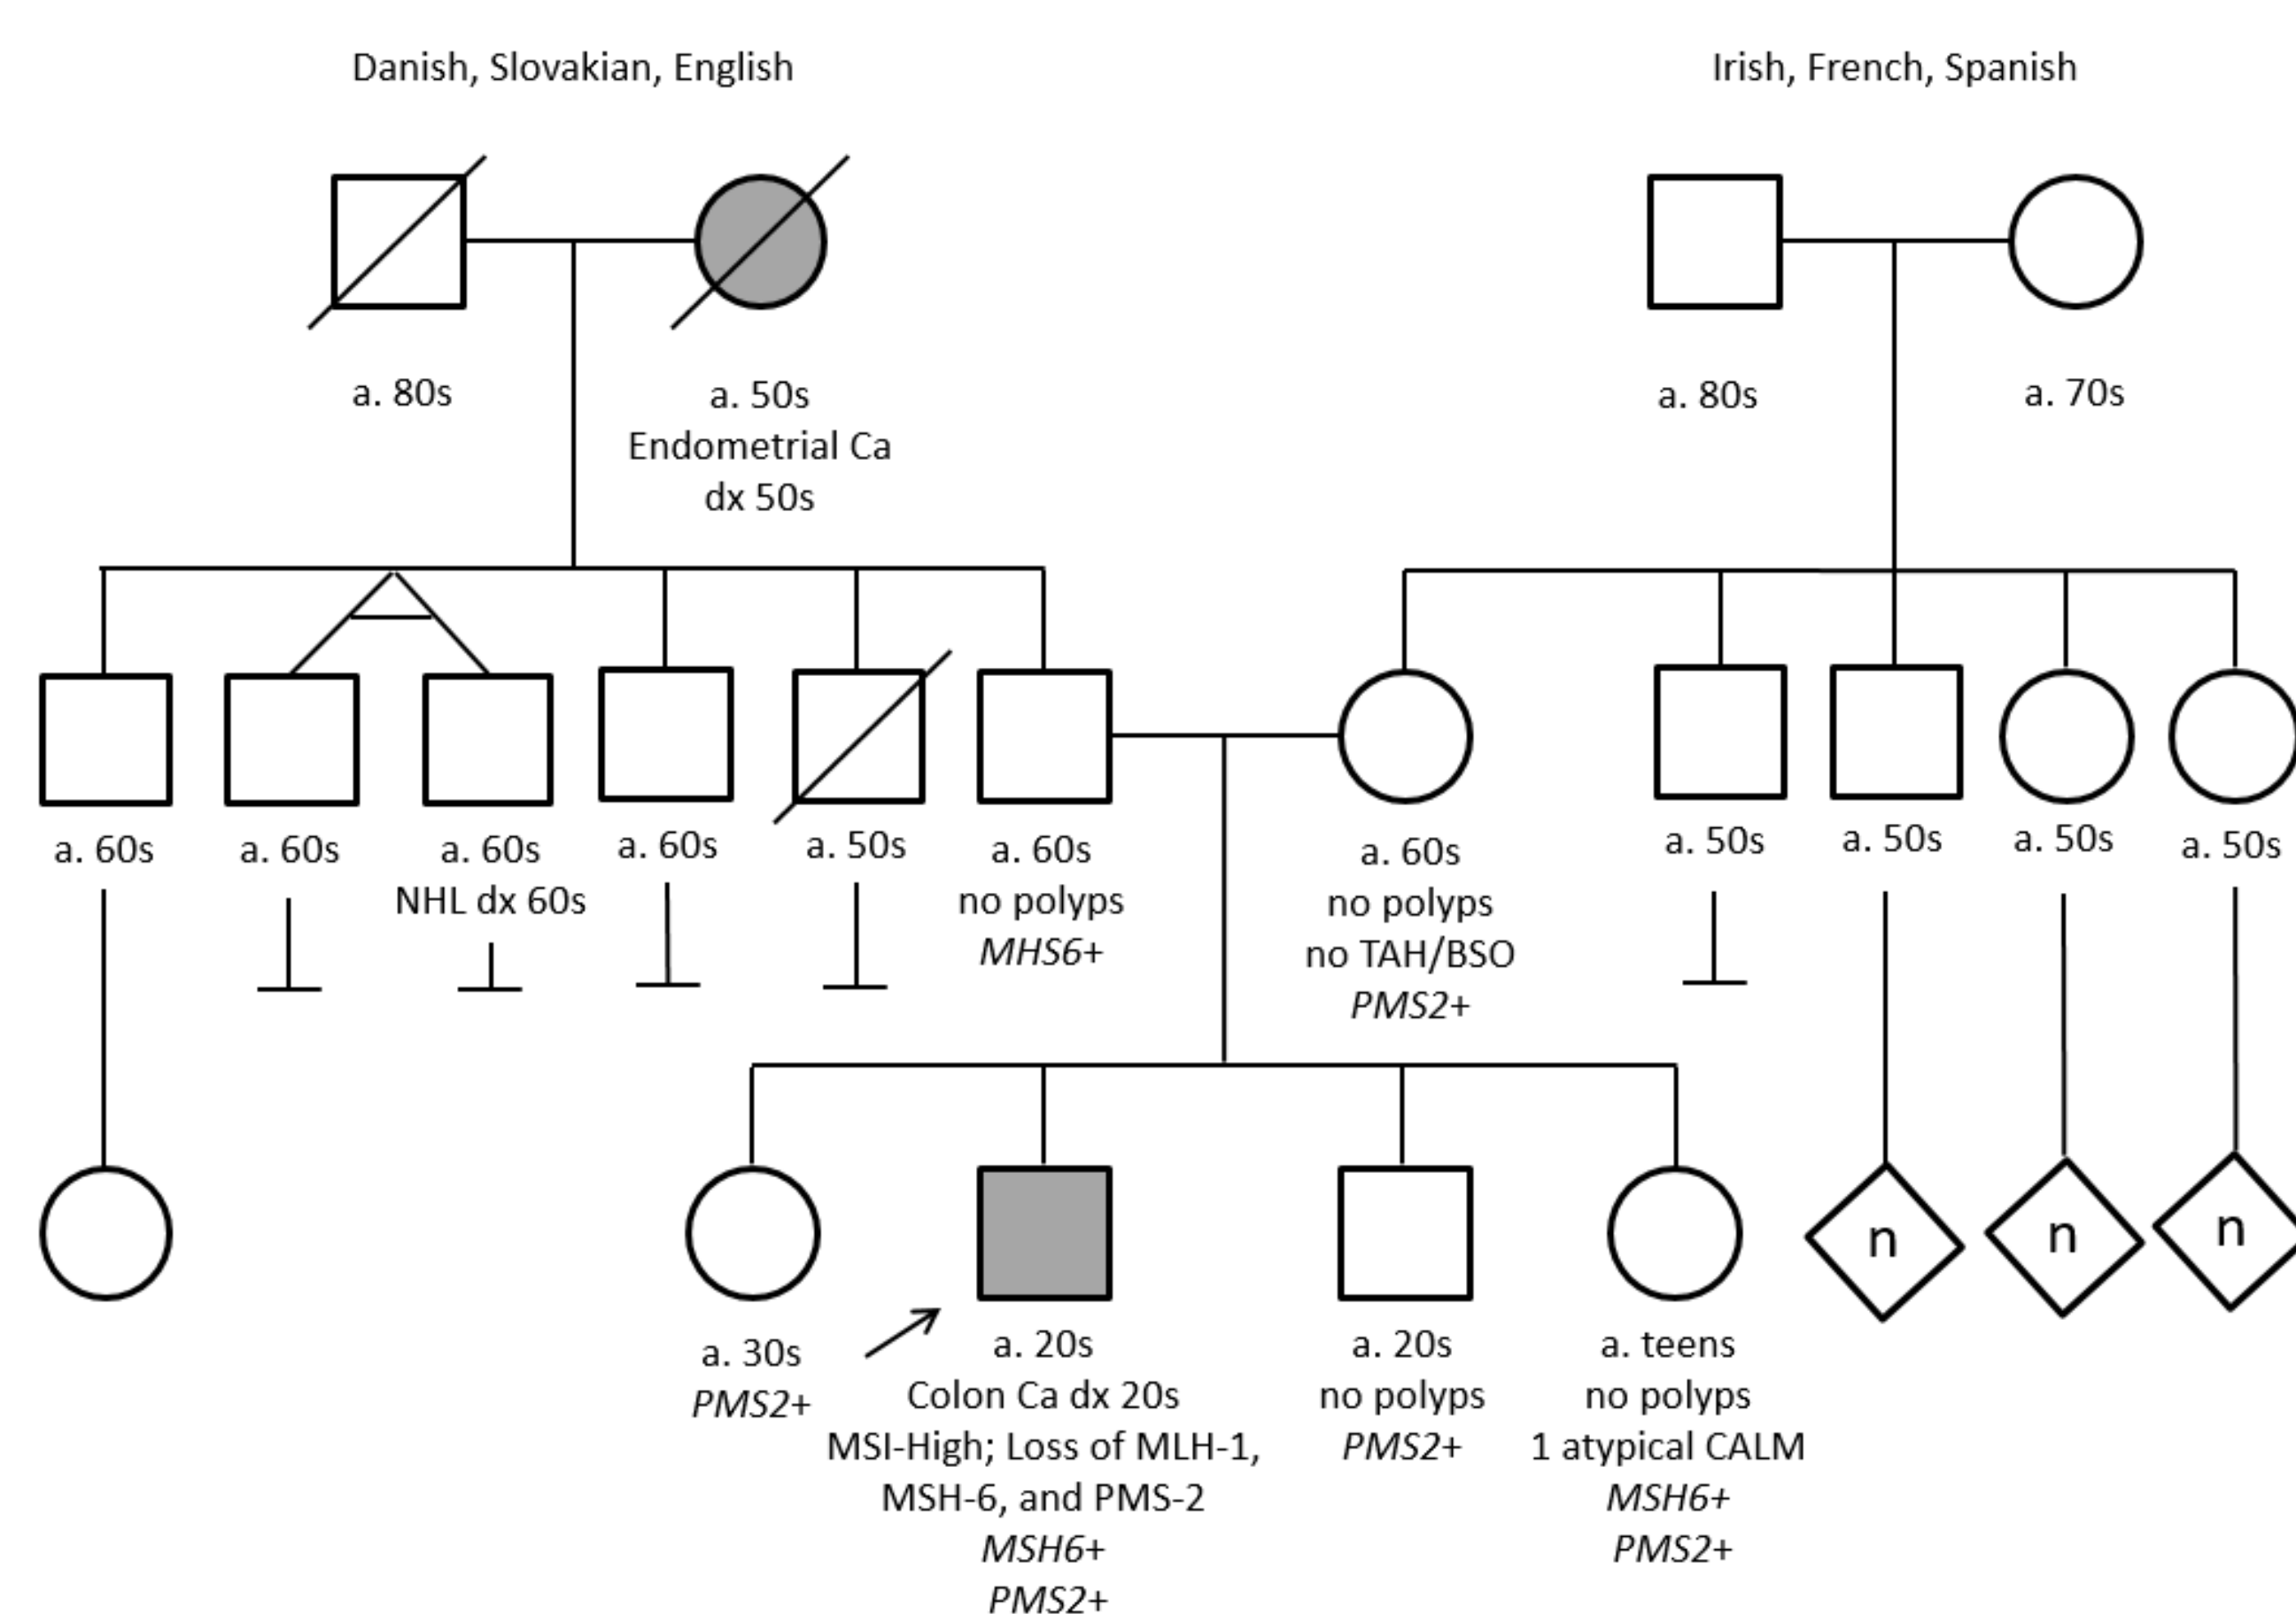 Danish, Slovakian, English
Irish, French, Spanish
a. 80s
a. 50s
Endometrial Ca
dx 50s
a. 80s
a. 70s
a. 60s
a. 60s
a. 60s
NHL dx 60s
a. 60s
a. 50s
a. 60s
no polyps
MHS6+
a. 60s
no polyps
no TAH/BSO
PMS2+
a. 50s
a. 50s
a. 50s
a. 50s
a. 30s
PMS2+
a. 20s
Colon Ca dx 20s
MSI-High; Loss of MLH-1,
MSH-6, and PMS-2
MSH6+
PMS2+
a. 20s
no polyps
PMS2+
a. teens
no polyps
1 atypical CALM
MSH6+
PMS2+
n
n
n